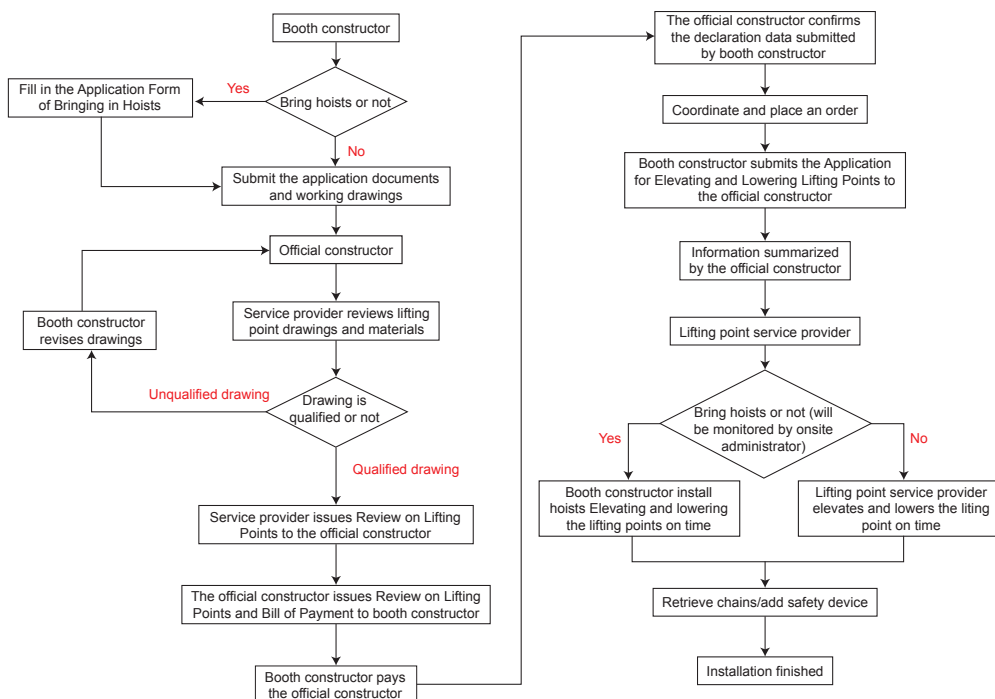 Booth constructor
Bring hoists or not
Yes
Fill in the Application Form
of Bringing in Hoists
No
Submit the application documents
and working drawings
Official constructor
Service provider reviews lifting
point drawings and materials
Booth constructor
revises drawings
Unqualified drawing
Drawing is
qualified or not
Qualified drawing
Service provider issues Review on Lifting
Points to the official constructor
The official constructor issues Review on Lifting
Points and Bill of Payment to booth constructor
Booth constructor pays
the official constructor
The official constructor confirms
the declaration data submitted
by booth constructor
Coordinate and place an order
Booth constructor submits the Application
for Elevating and Lowering Lifting Points to
the official constructor
Information summarized
by the official constructor
Lifting point service provider
Bring hoists or not (will
be monitored by onsite
administrator)
Yes
No
Booth constructor install
hoists Elevating and lowering
the lifting points on time
Lifting point service provider
elevates and lowers the liting
point on time
Retrieve chains/add safety device
Installation finished